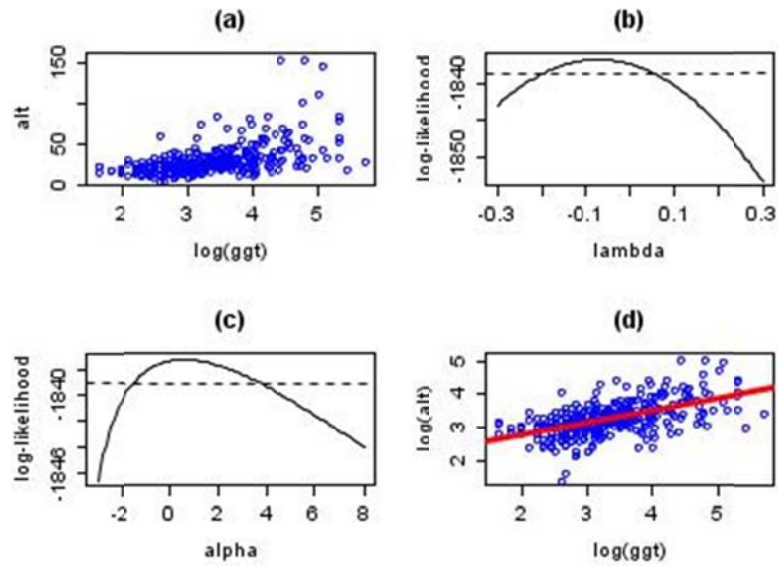 (a)
alt
150
50
0
2 3 4 5
log(ggt)
(b)
log-likelihood
-1840
-1850
-0.3 -0.1 0.1 0.3
lambda
(c)
log-likelihood
-1840
-1846
-2 0 2 4 6 8
alpha
(d)
log(alt)
5
4
3
2
2 3 4 5
log(ggt)